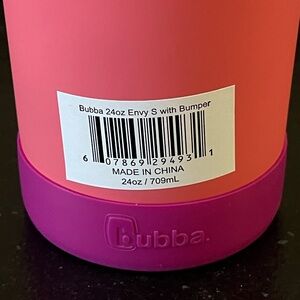 Bubba 24oz Envy S with Bumper
6 07869 29493 1
MADE IN CHINA
24oz / 709mL
bubba.